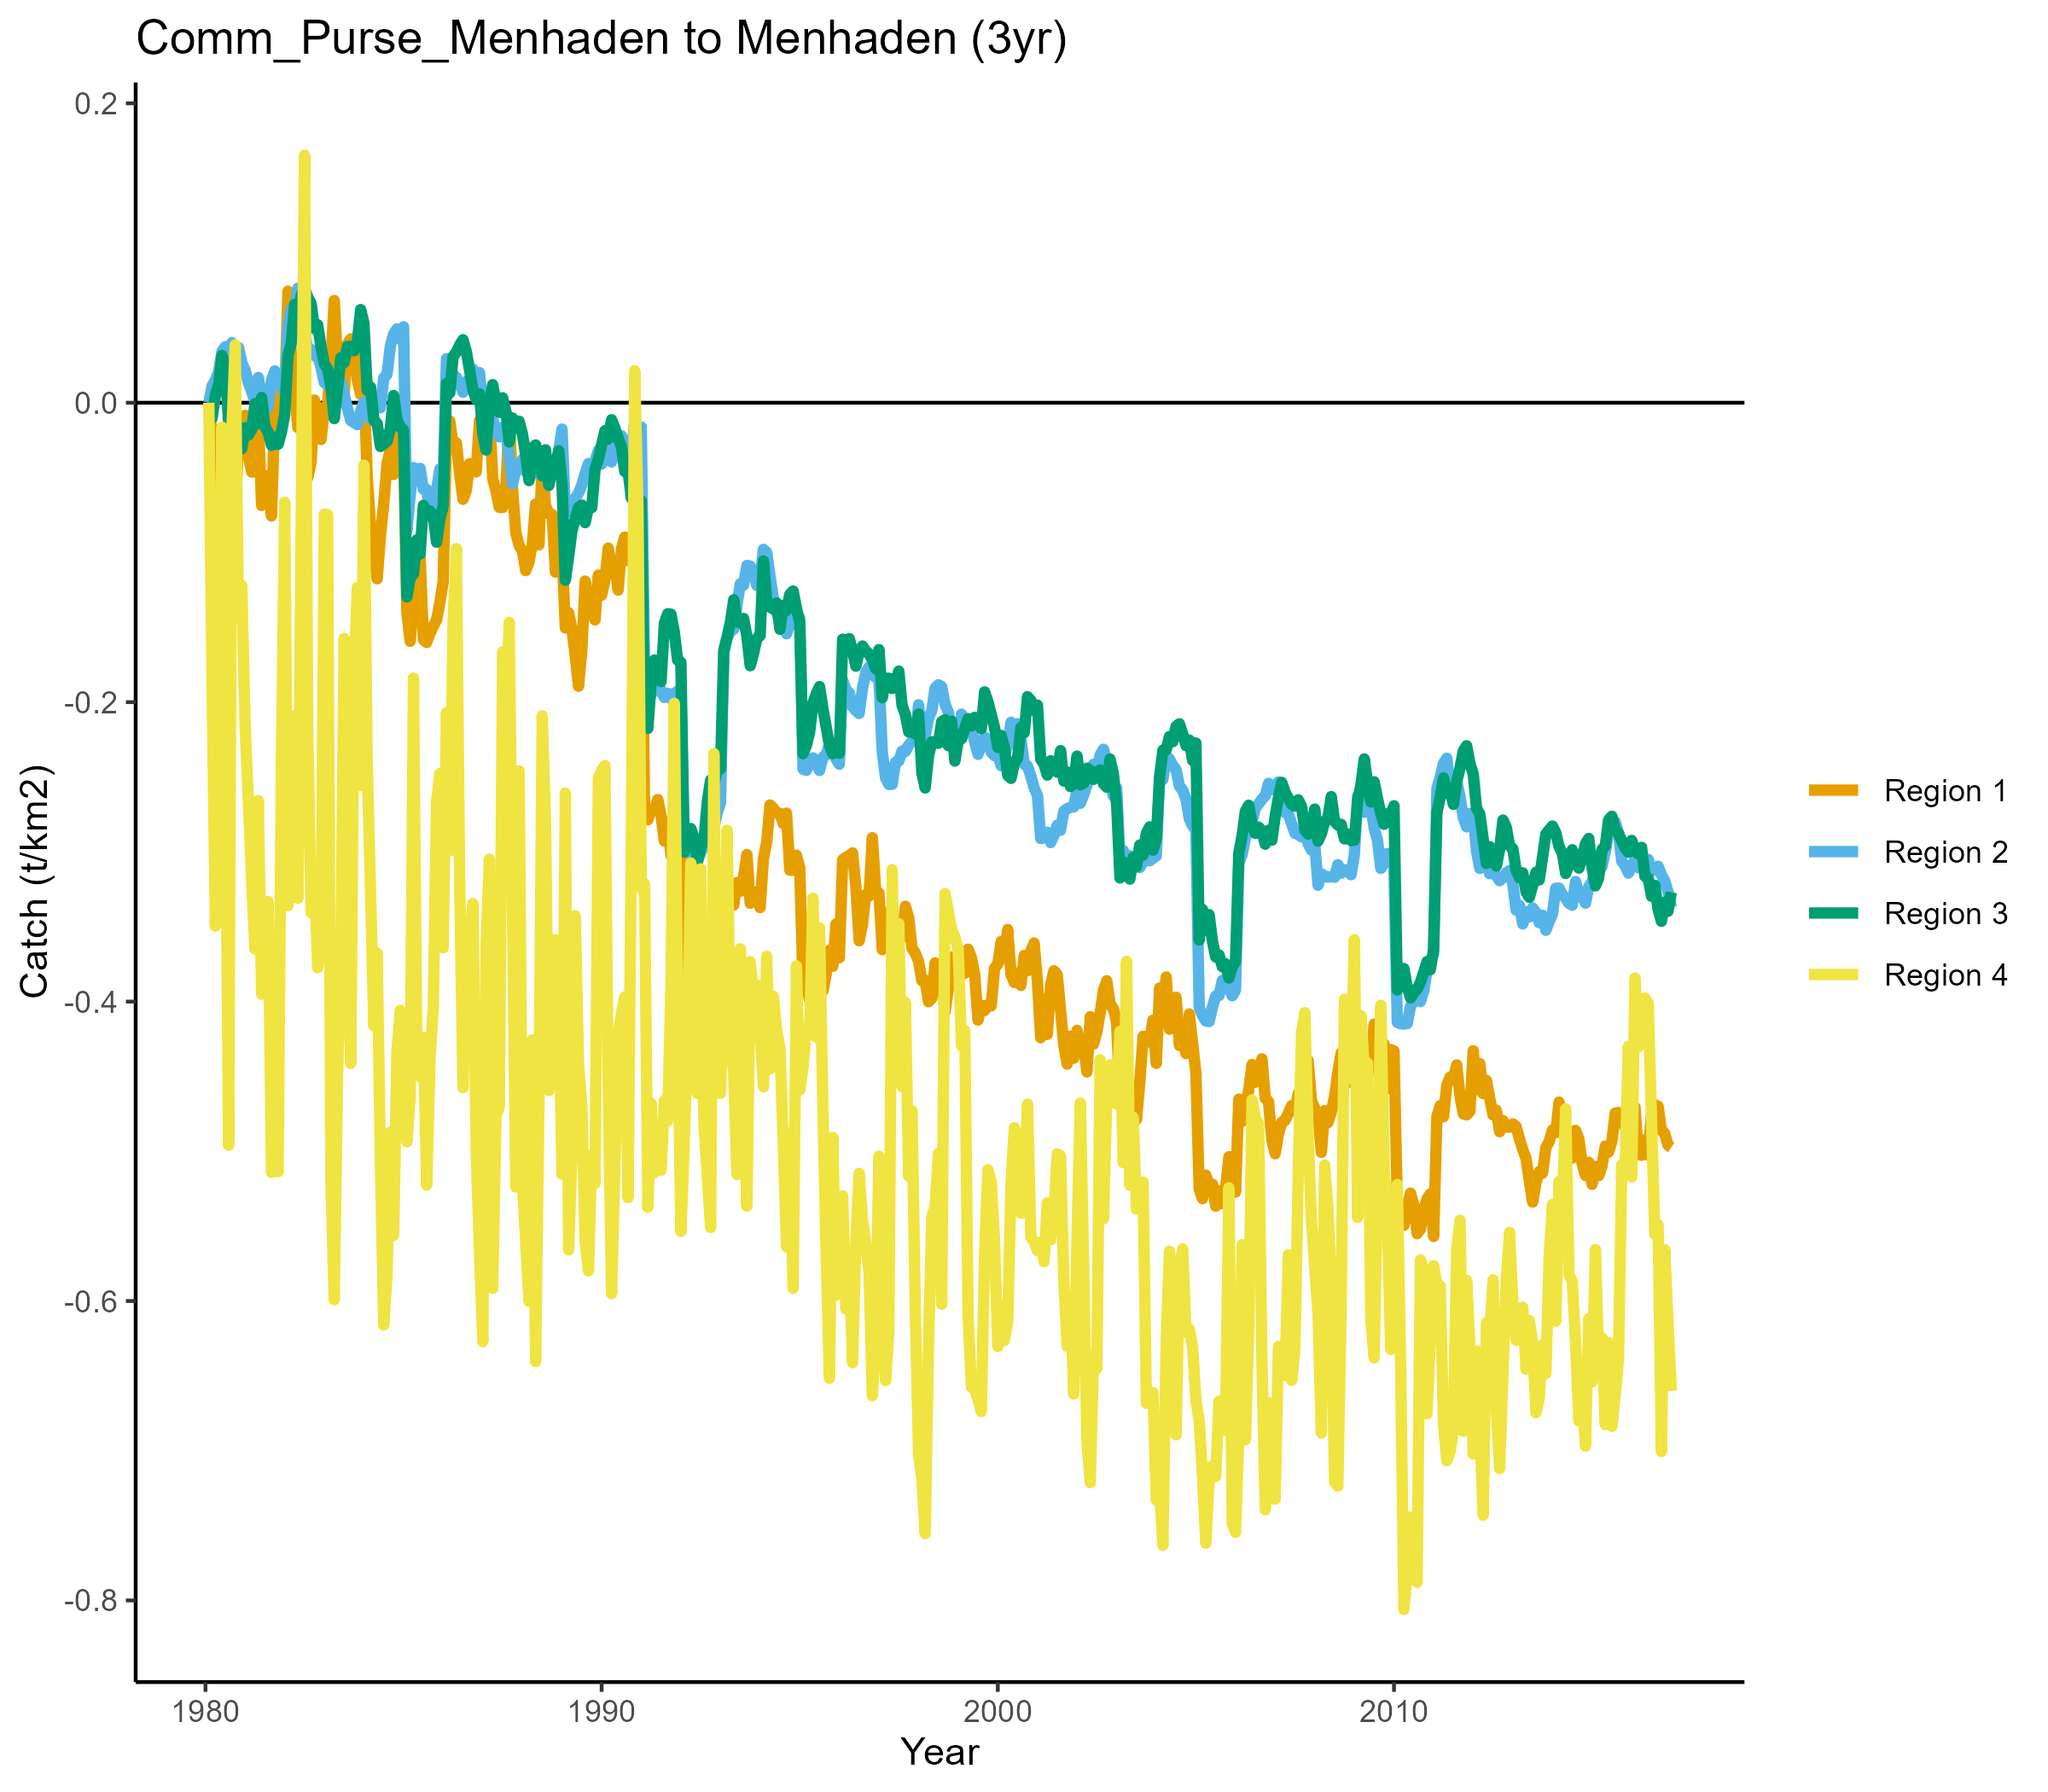 Comm_Purse_Menhaden to Menhaden (3yr)
0.2
0.0
-0.2
-0.4
-0.6
-0.8
Catch (t/km2)
1980
1990
2000
2010
Year
Region 1
Region 2
Region 3
Region 4